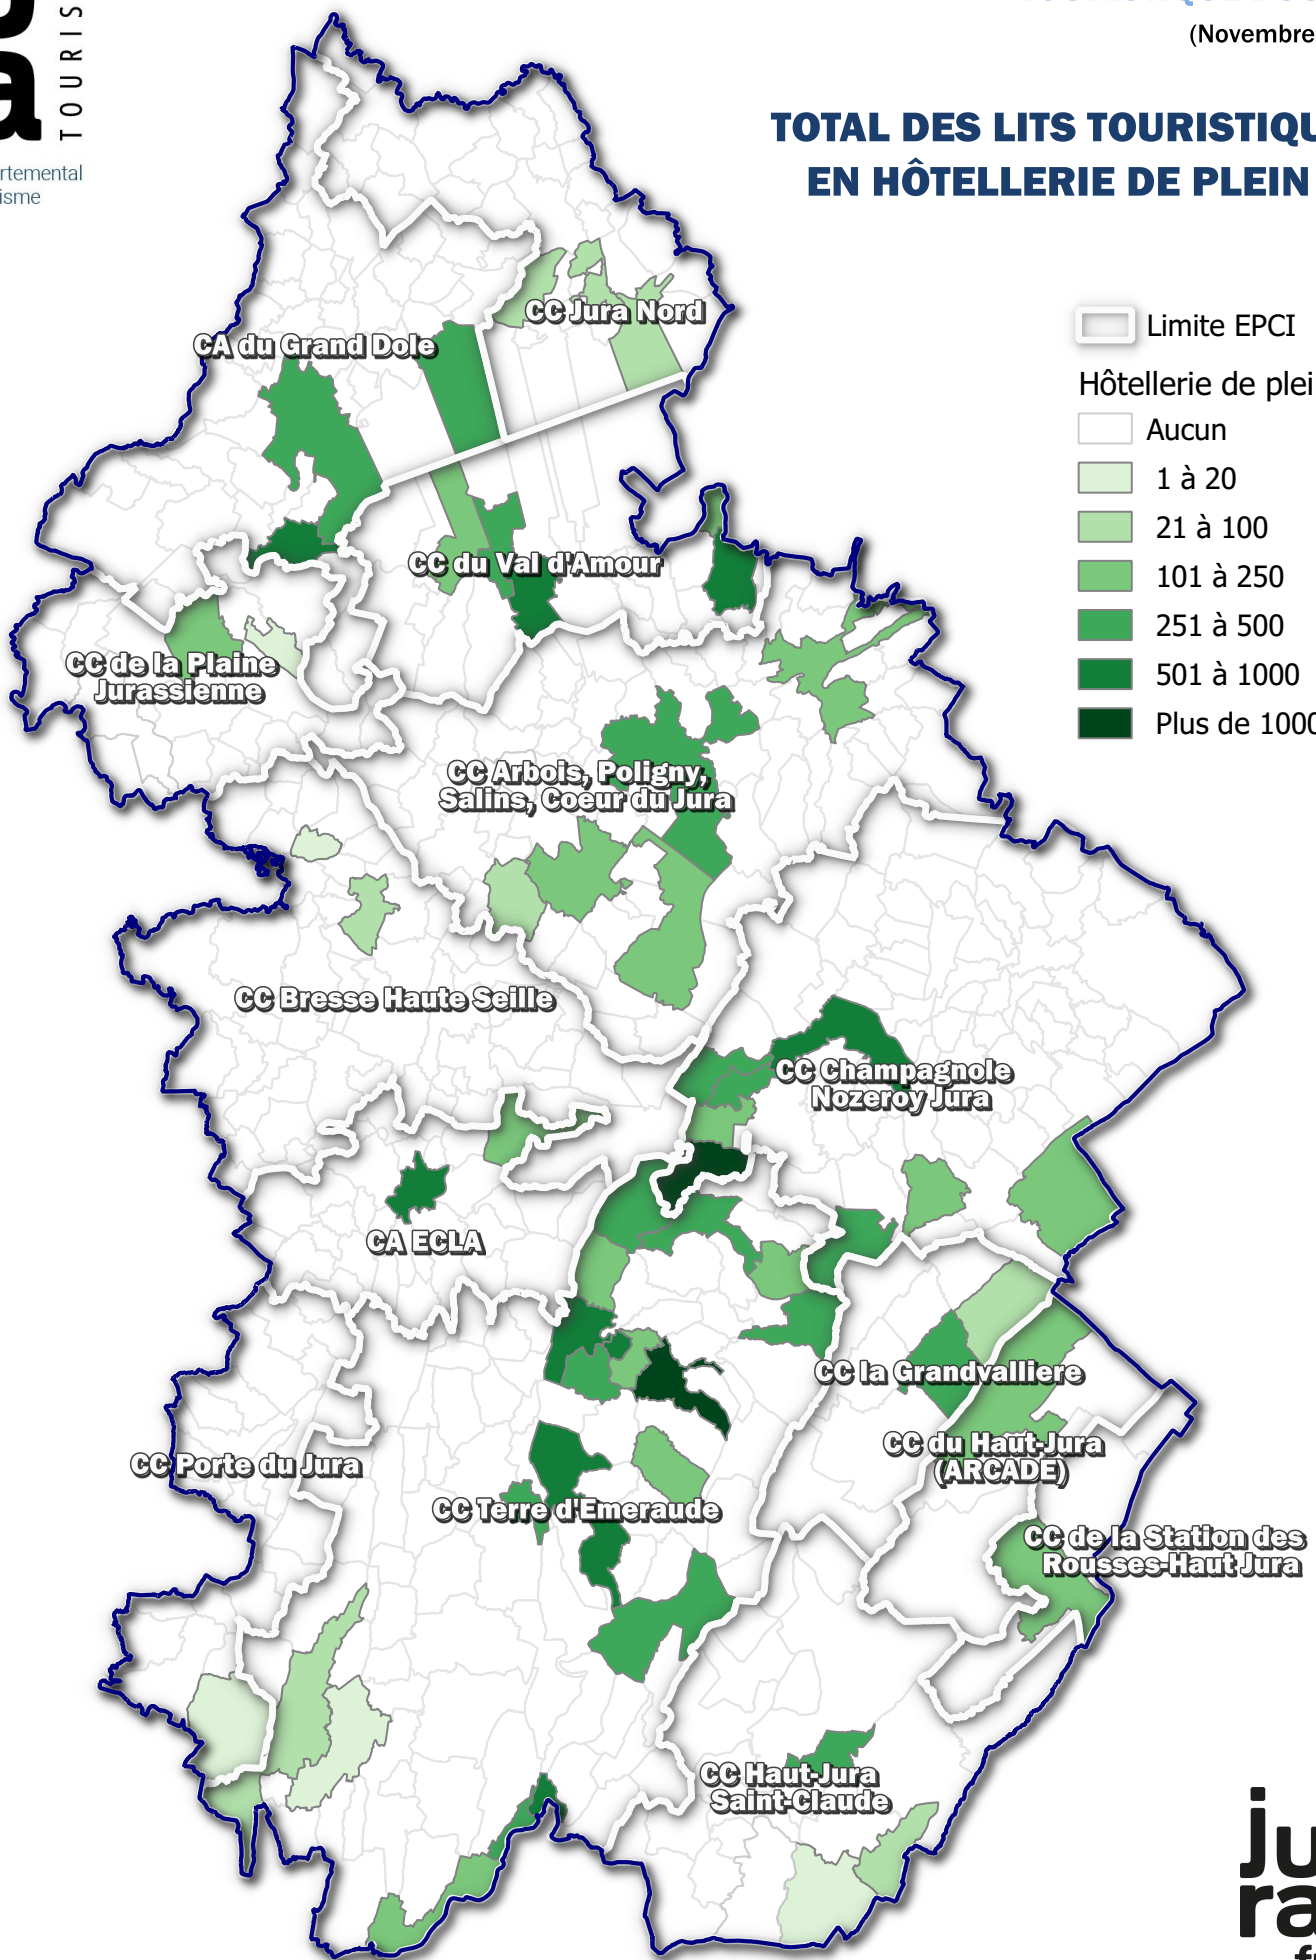 TOURIS
rtemental
isme
(Novembre
TOTAL DES LITS TOURISTIQU
EN HÔTELLERIE DE PLEIN
Limite EPCI
Hôtellerie de plei
Aucun
1 à 20
21 à 100
101 à 250
251 à 500
501 à 1000
Plus de 1000
CC Jura Nord
CA du Grand Dole
CC du Val d'Amour
CC de la Plaine
Jurassienne
CC Arbois, Poligny,
Salins, Coeur du Jura
CC Bresse Haute Seille
CC Champagnole
Nozeroy Jura
CA ECLA
CC la Grandvalliere
CC du Haut-Jura
(ARCADE)
CC Porte du Jura
CC Terre d'Emeraude
CC de la Station des
Rousses-Haut Jura
CC Haut-Jura
Saint-Claude
ju
ra